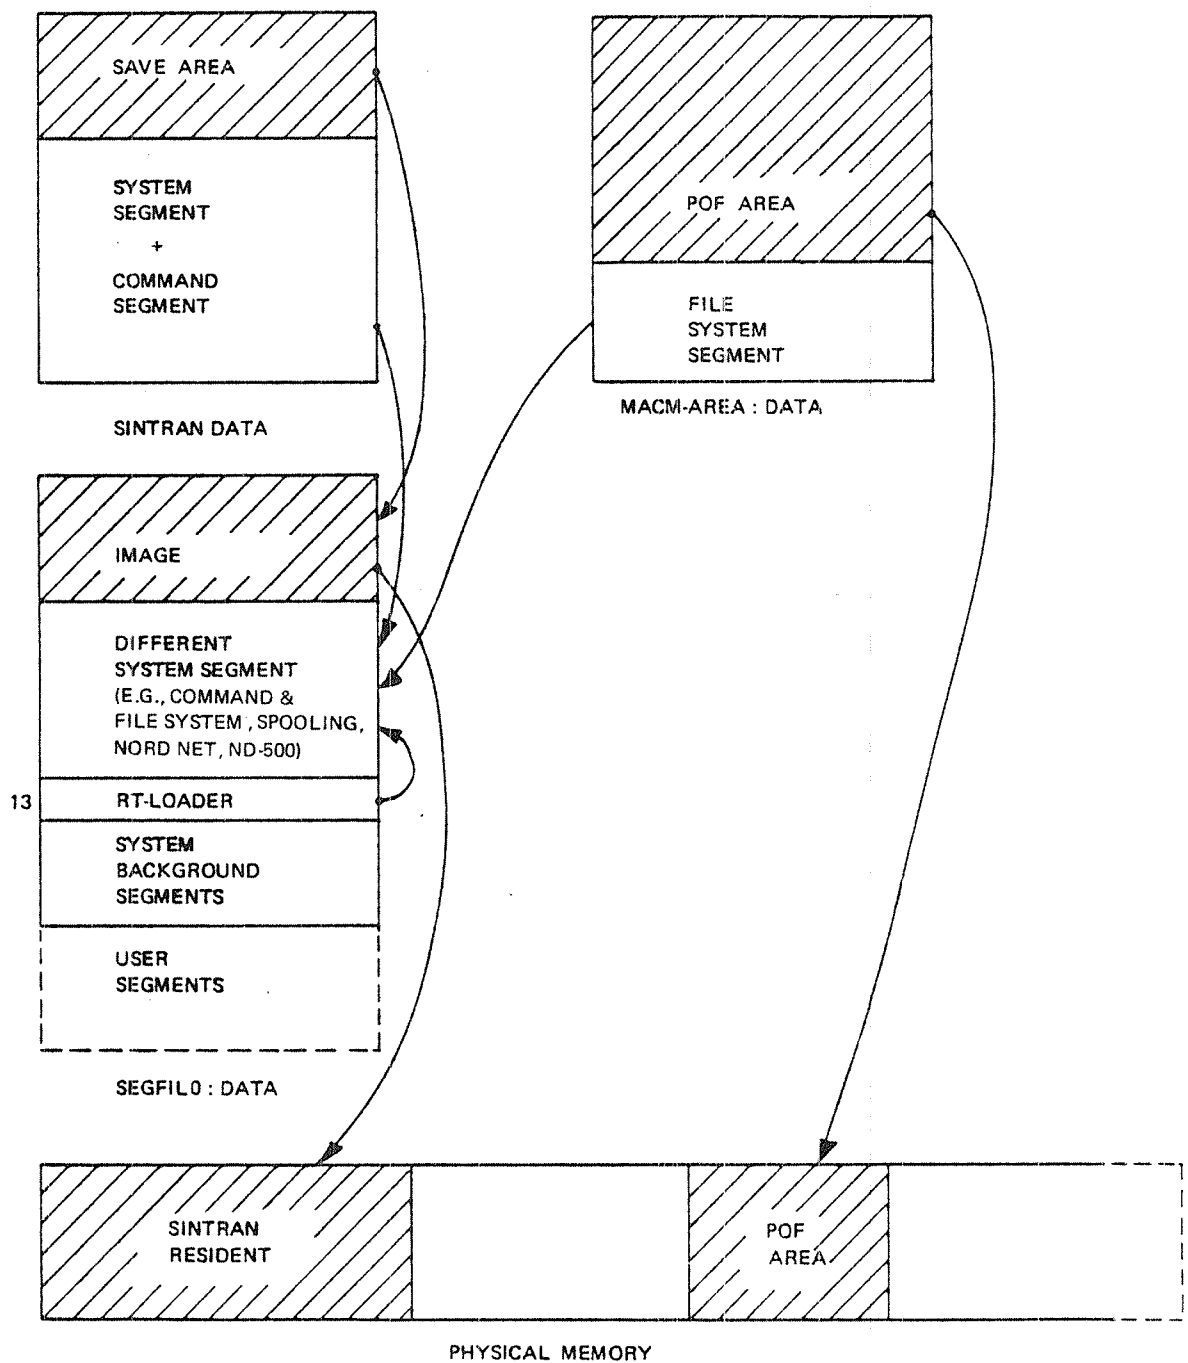 SAVE AREA
SYSTEM
SEGMENT
+
COMMAND
SEGMENT
SINTRAN DATA
POF AREA
FILE
SYSTEM
SEGMENT
MACM-AREA : DATA
IMAGE
DIFFERENT
SYSTEM SEGMENT
(E.G., COMMAND &
FILE SYSTEM, SPOOLING,
NORD NET, ND-500)
13
RT-LOADER
SYSTEM
BACKGROUND
SEGMENTS
USER
SEGMENTS
SEGFIL0 : DATA
SINTRAN
RESIDENT
POF
AREA
PHYSICAL MEMORY